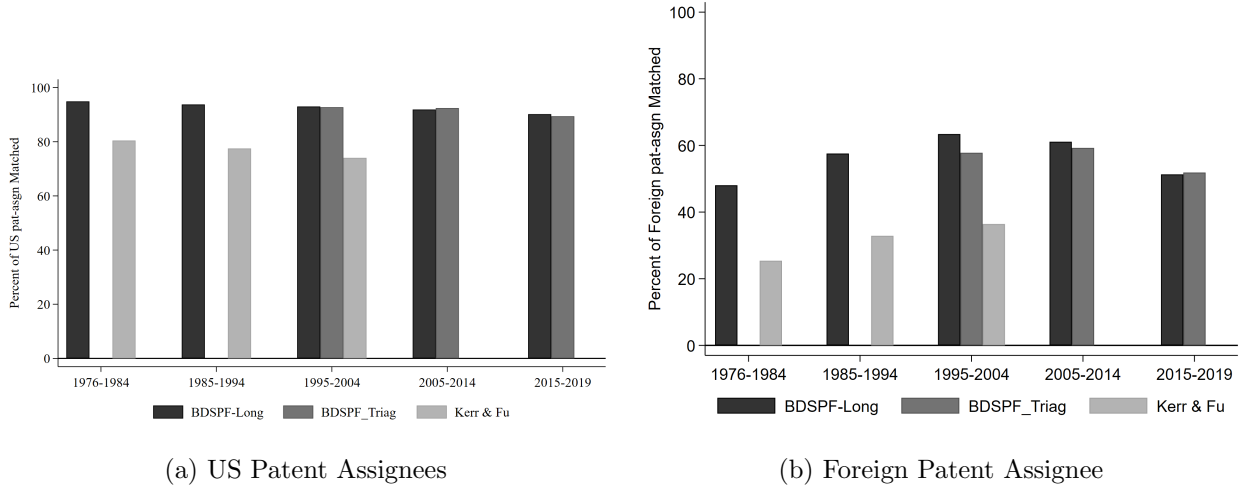 Percent of US pat-asgn Matched
100
80
60
40
20
0
1976-1984 1985-1994 1995-2004 2005-2014 2015-2019
BDSPF-Long BDSPF_Triag Kerr & Fu
(a) US Patent Assignees
Percent of Foreign pat-asgn Matched
100
80
60
40
20
0
1976-1984 1985-1994 1995-2004 2005-2014 2015-2019
BDSPF-Long BDSPF_Triag Kerr & Fu
(b) Foreign Patent Assignee